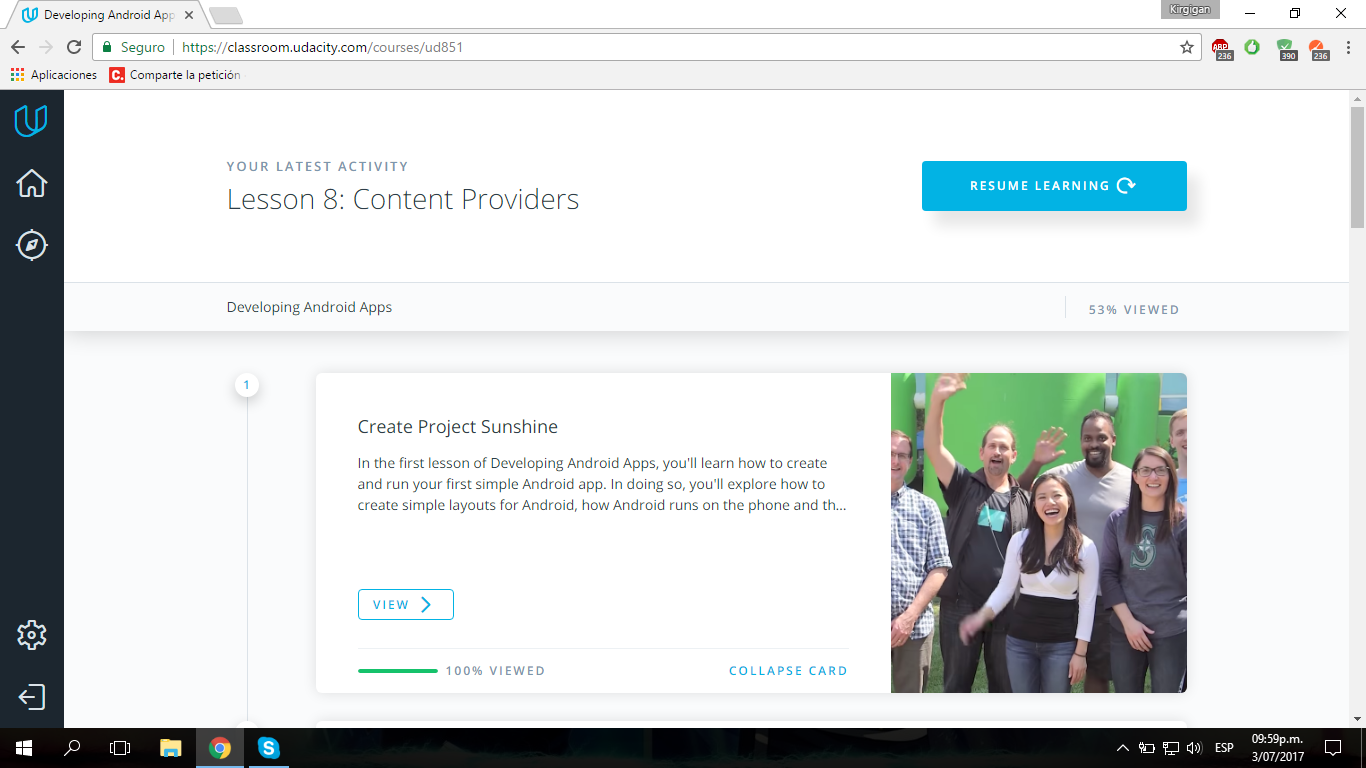 Developing Android App
Kirgigan
Seguro
https://classroom.udacity.com/courses/ud851
ABP
236
390
236
Aplicaciones
C.
Comparte la petición
YOUR LATEST ACTIVITY
Lesson 8: Content Providers
RESUME LEARNING
Developing Android Apps
53% VIEWED
1
Create Project Sunshine
In the first lesson of Developing Android Apps, you'll learn how to create
and run your first simple Android app. In doing so, you'll explore how to
create simple layouts for Android, how Android runs on the phone and th...
VIEW
100% VIEWED
COLLAPSE CARD
S
ESP
09:59p.m.
3/07/2017